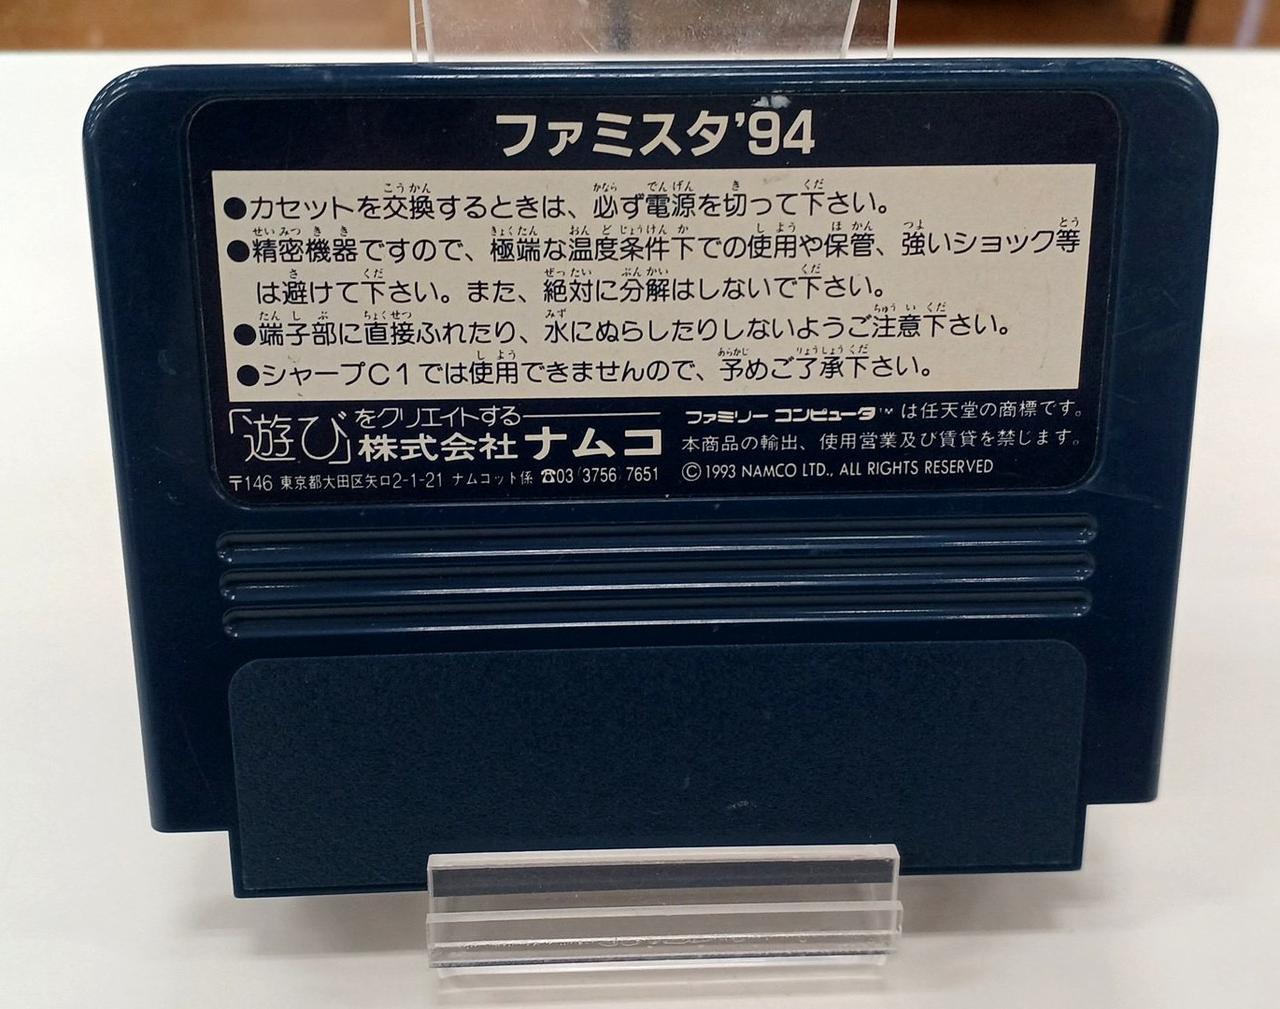 ファミスタ'94
●カセットを交換するときは、必ず電源を切って下さい。
●精密機器ですので、極端な温度条件下での使用や保管、強いショック等
は避けて下さい。また、絶対に分解はしないで下さい。
●端子部に直接ふれたり、水にぬらしたりしないようご注意下さい。
●シャープC1では使用できませんので、予めご了承下さい。
「遊び」をクリエイトする
株式会社ナムコ
〒146 東京都大田区矢口2-1-21 ナムコット係 ☎03(3756)7651
ファミリーコンピュータ™は任天堂の商標です。
本商品の輸出、使用営業及び賃貸を禁じます。
©1993 NAMCO LTD., ALL RIGHTS RESERVED